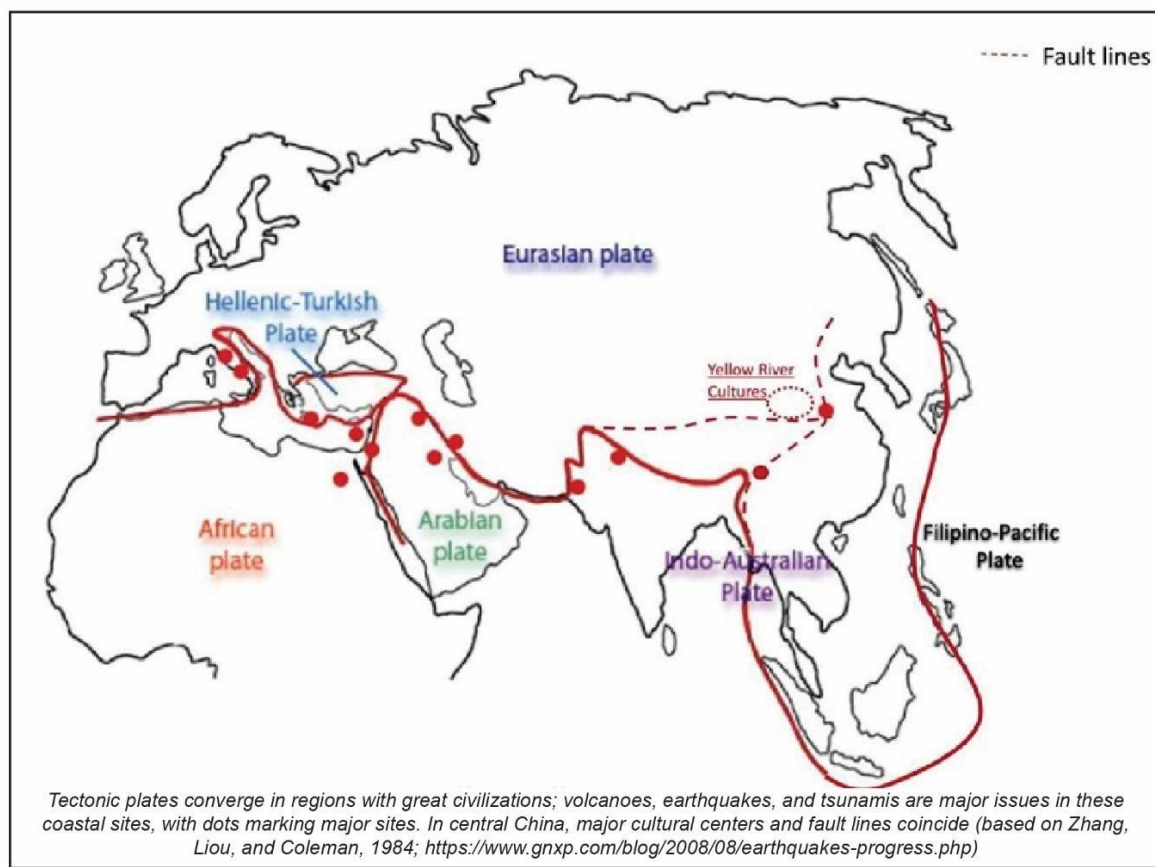 Fault lines
Eurasian plate
Hellenic-Turkish
Plate
Yellow River
Cultures
African
plate
Arabian
plate
Indo-Australian
Plate
Filipino-Pacific
Plate
Tectonic plates converge in regions with great civilizations; volcanoes, earthquakes, and tsunamis are major issues in these
coastal sites, with dots marking major sites. In central China, major cultural centers and fault lines coincide (based on Zhang,
Liou, and Coleman, 1984; https://www.gnxp.com/blog/2008/08/earthquakes-progress.php)